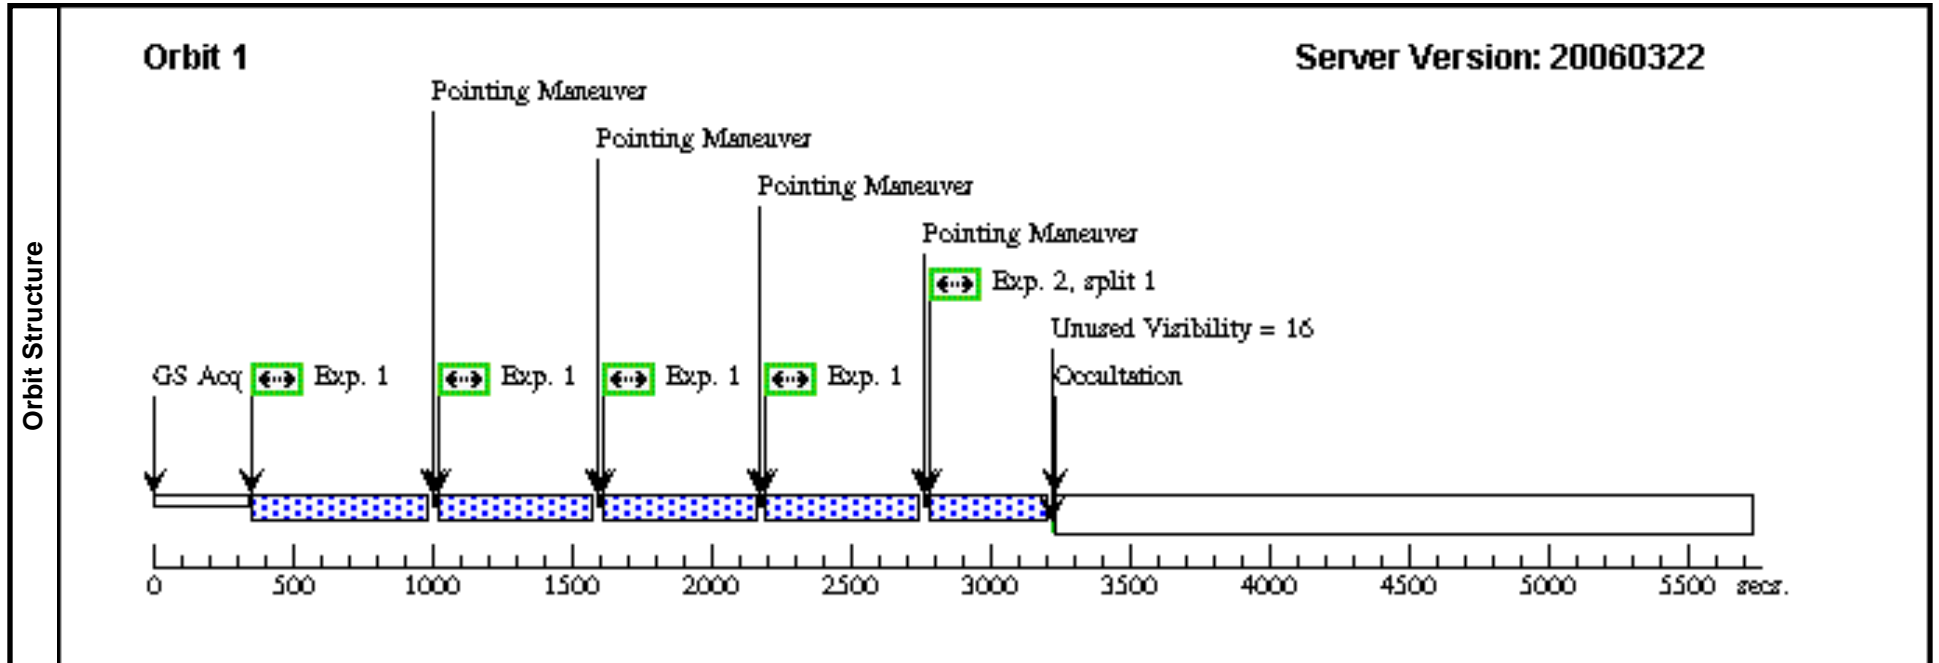 Orbit Structure
Orbit 1
Server Version: 20060322
Pointing Maneuver
Pointing Maneuver
Pointing Maneuver
Pointing Maneuver
Exp. 2, split 1
Unused Visibility = 16
GS Acq Exp. 1 Exp. 1 Exp. 1 Exp. 1 Occultation
0 500 1000 1500 2000 2500 3000 3500 4000 4500 5000 5500 secs.